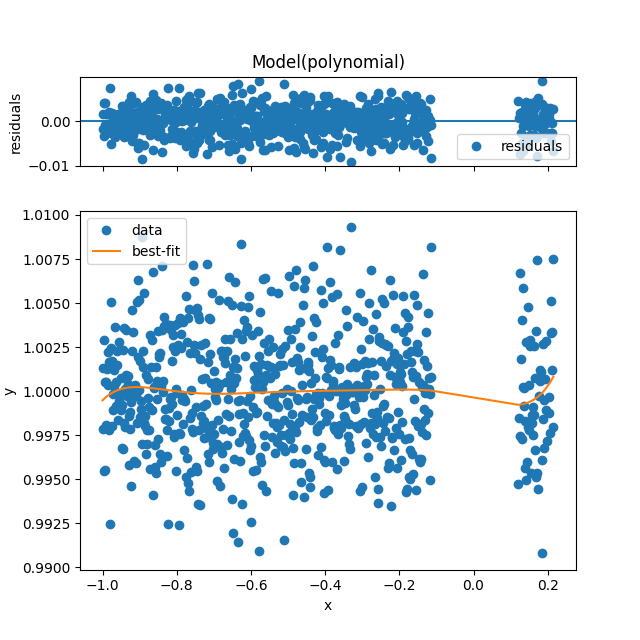 Model(polynomial)
residuals
0.00
−0.01
residuals
1.0100
1.0075
1.0050
1.0025
1.0000
0.9975
0.9950
0.9925
0.9900
y
data
best-fit
−1.0 −0.8 −0.6 −0.4 −0.2 0.0 0.2
x